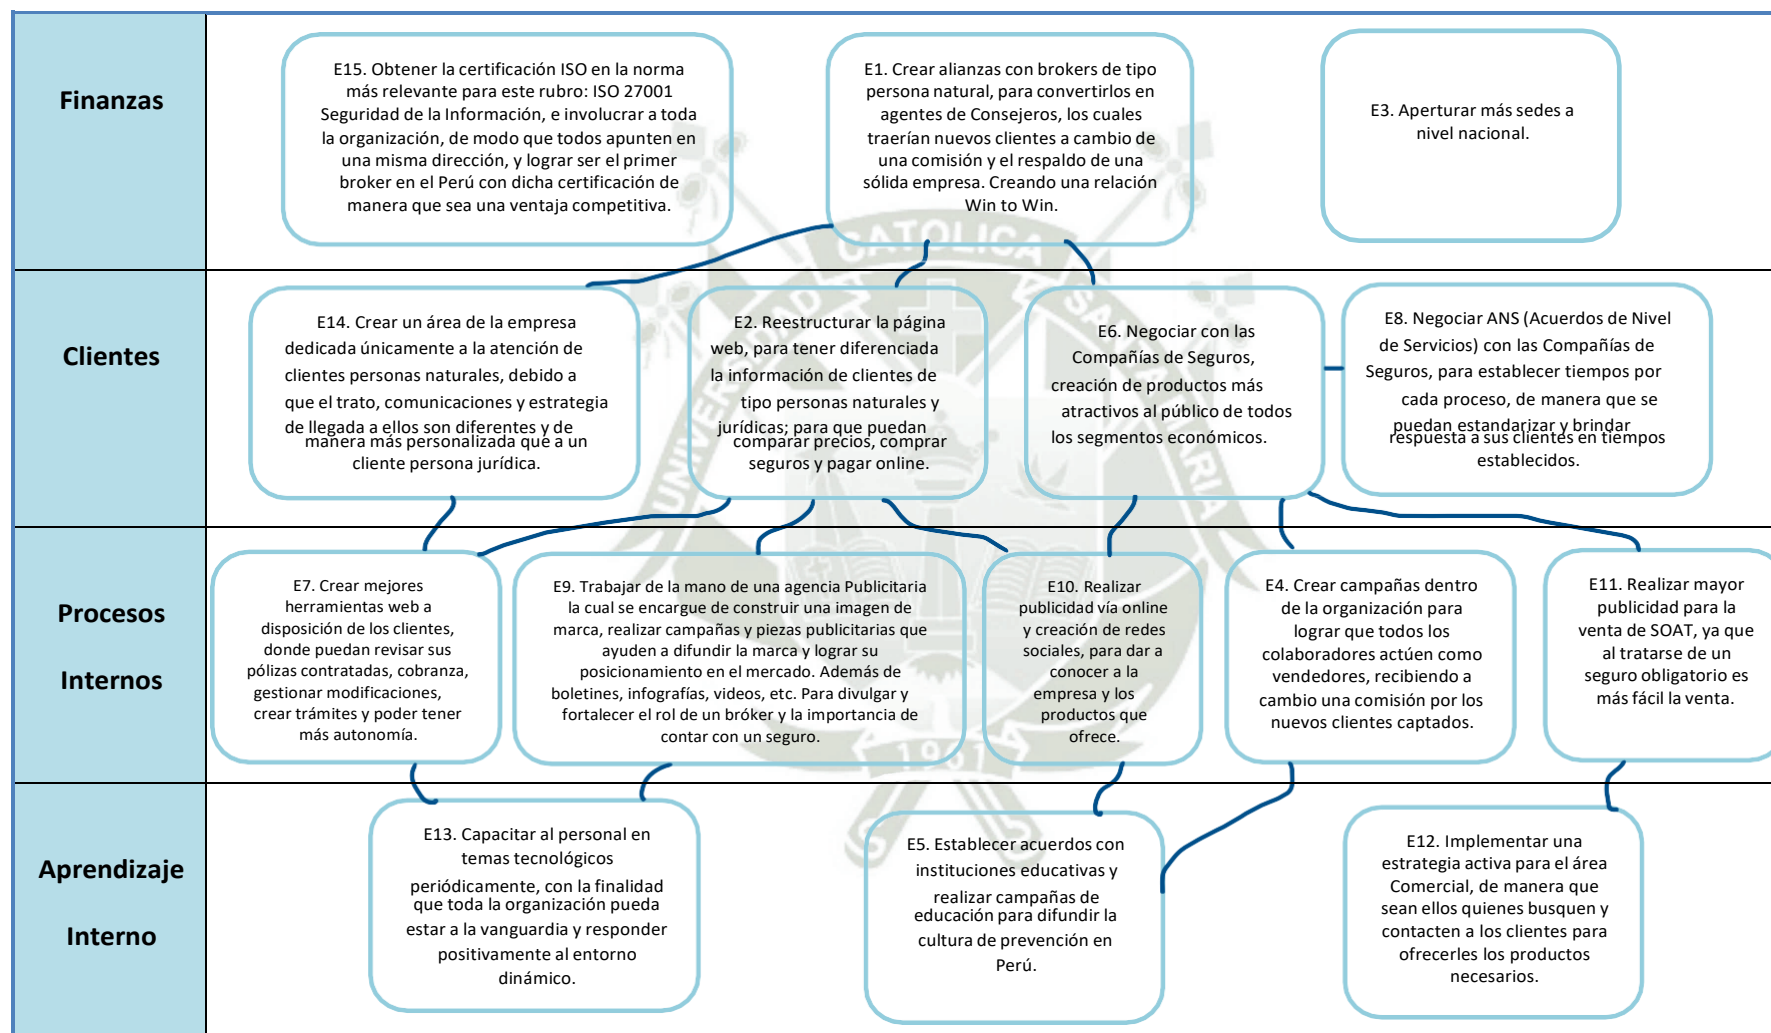 Finanzas
E15. Obtener la certificación ISO en la norma
más relevante para este rubro: ISO 27001
Seguridad de la Información, e involucrar a toda
la organización, de modo que todos apunten en
una misma dirección, y lograr ser el primer
broker en el Perú con dicha certificación de
manera que sea una ventaja competitiva.
E1. Crear alianzas con brokers de tipo
persona natural, para convertirlos en
agentes de Consejeros, los cuales
traerían nuevos clientes a cambio de
una comisión y el respaldo de una
sólida empresa. Creando una relación
Win to Win.
E3. Aperturar más sedes a
nivel nacional.
Clientes
E14. Crear un área de la empresa
dedicada únicamente a la atención de
clientes personas naturales, debido a
que el trato, comunicaciones y estrategia
de llegada a ellos son diferentes y de
manera más personalizada que a un
cliente persona jurídica.
E2. Reestructurar la página
web, para tener diferenciada
la información de clientes de
tipo personas naturales y
jurídicas; para que puedan
comparar precios, comprar
seguros y pagar online.
E6. Negociar con las
Compañías de Seguros,
creación de productos más
atractivos al público de todos
los segmentos económicos.
E8. Negociar ANS (Acuerdos de Nivel
de Servicios) con las Compañías de
Seguros, para establecer tiempos por
cada proceso, de manera que se
puedan estandarizar y brindar
respuesta a sus clientes en tiempos
establecidos.
Procesos
Internos
E7. Crear mejores
herramientas web a
disposición de los clientes,
donde puedan revisar sus
pólizas contratadas, cobranza,
gestionar modificaciones,
crear trámites y poder tener
más autonomía.
E9. Trabajar de la mano de una agencia Publicitaria
la cual se encargue de construir una imagen de
marca, realizar campañas y piezas publicitarias que
ayuden a difundir la marca y lograr su
posicionamiento en el mercado. Además de
boletines, infografías, videos, etc. Para divulgar y
fortalecer el rol de un bróker y la importancia de
contar con un seguro.
E10. Realizar
publicidad vía online
y creación de redes
sociales, para dar a
conocer a la
empresa y los
productos que
ofrece.
E4. Crear campañas dentro
de la organización para
lograr que todos los
colaboradores actúen como
vendedores, recibiendo a
cambio una comisión por los
nuevos clientes captados.
E11. Realizar mayor
publicidad para la
venta de SOAT, ya que
al tratarse de un
seguro obligatorio es
más fácil la venta.
Aprendizaje
Interno
E13. Capacitar al personal en
temas tecnológicos
periódicamente, con la finalidad
que toda la organización pueda
estar a la vanguardia y responder
positivamente al entorno
dinámico.
E5. Establecer acuerdos con
instituciones educativas y
realizar campañas de
educación para difundir la
cultura de prevención en
Perú.
E12. Implementar una
estrategia activa para el área
Comercial, de manera que
sean ellos quienes busquen y
contacten a los clientes para
ofrecerles los productos
necesarios.
UNIVERSIDAD CATOLICA SANTA MARIA
1961